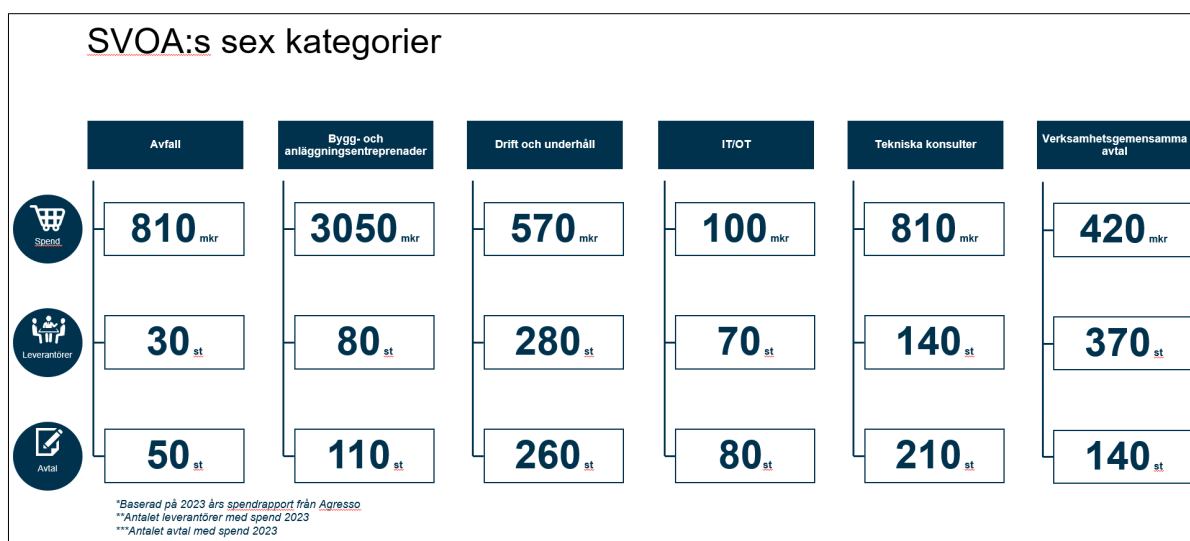 SVOA:s sex kategorier
Avfall
Bygg- och
anläggningsentreprenader
Drift och underhåll
IT/OT
Tekniska konsulter
Verksamhetsgemensamma
avtal
Spend
810 mkr
3050 mkr
570 mkr
100 mkr
810 mkr
420 mkr
Leverantörer
30 st
80 st
280 st
70 st
140 st
370 st
Avtal
50 st
110 st
260 st
80 st
210 st
140 st
*Baserad på 2023 års spendrapport från Agresso
**Antalet leverantörer med spend 2023
***Antalet avtal med spend 2023